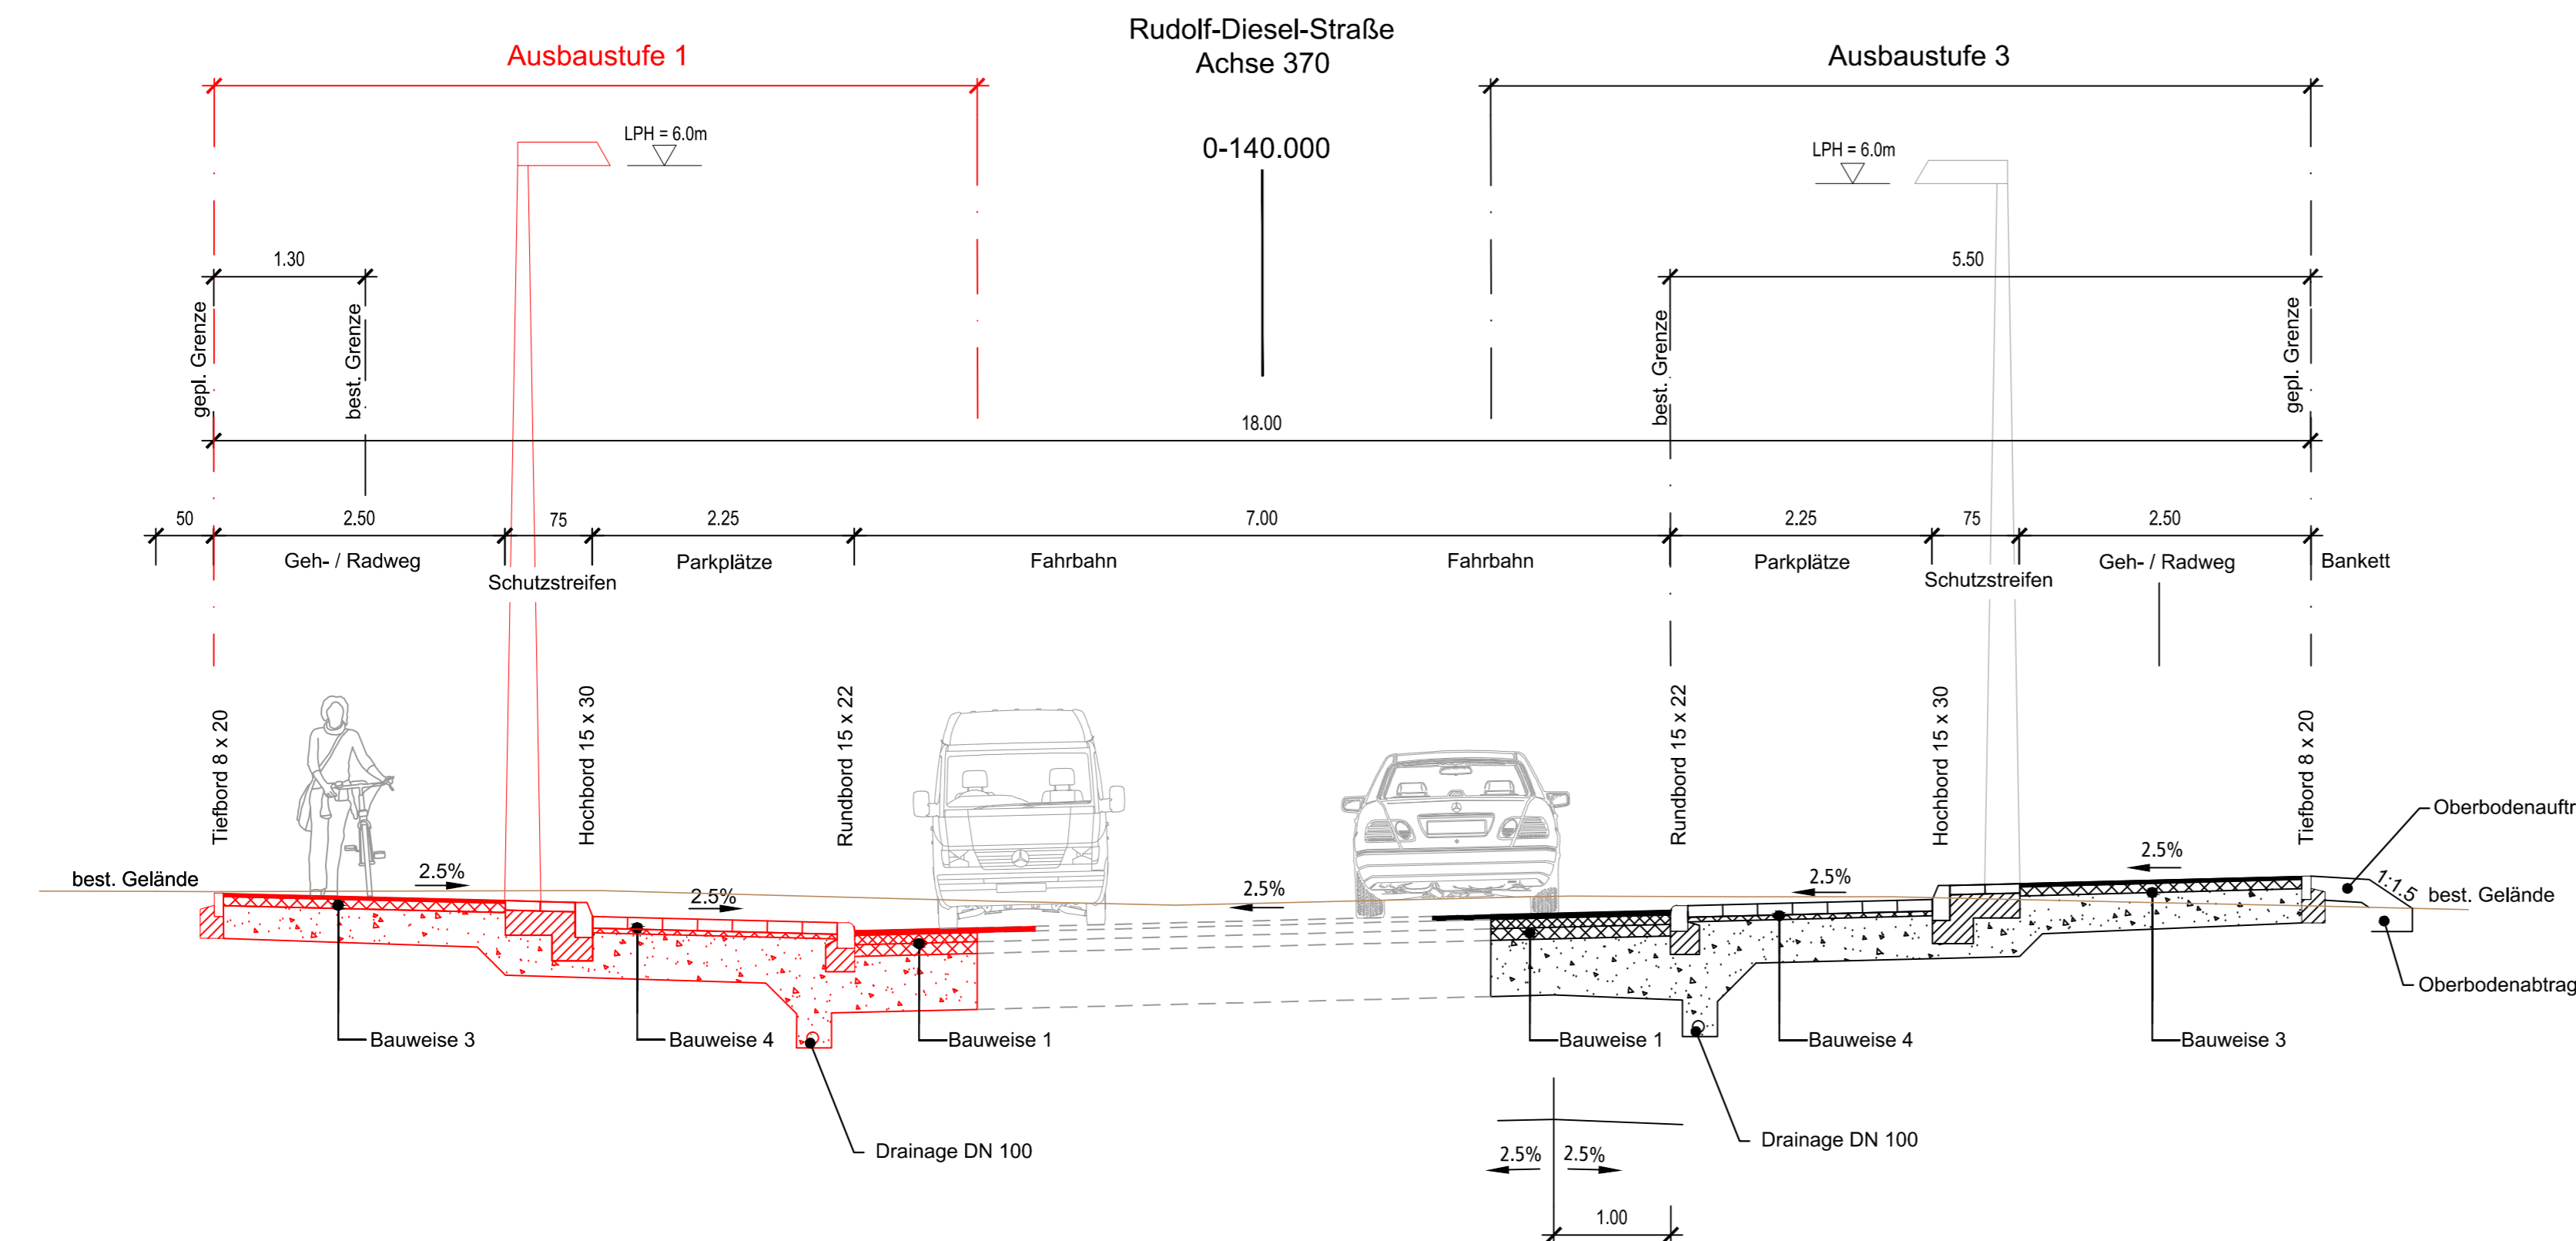 Rudolf-Diesel-Straße
Achse 370
Ausbaustufe 1
Ausbaustufe 3
0-140.000
LPH = 6.0m
LPH = 6.0m
1.30
5.50
gepl. Grenze
best. Grenze
best. Grenze
gepl. Grenze
18.00
50
2.50
75
2.25
7.00
2.25
75
2.50
Geh- / Radweg
Schutzstreifen
Parkplätze
Fahrbahn
Fahrbahn
Parkplätze
Schutzstreifen
Geh- / Radweg
Bankett
Tiefbord 8 x 20
Hochbord 15 x 30
Rundbord 15 x 22
Rundbord 15 x 22
Hochbord 15 x 30
Tiefbord 8 x 20
Oberbodenauftr
best. Gelände
2.5%
2.5%
2.5%
2.5%
2.5%
1:1.5
best. Gelände
Oberbodenabtrag
Bauweise 3
Bauweise 4
Bauweise 1
Bauweise 1
Bauweise 4
Bauweise 3
Drainage DN 100
Drainage DN 100
2.5%
2.5%
1.00